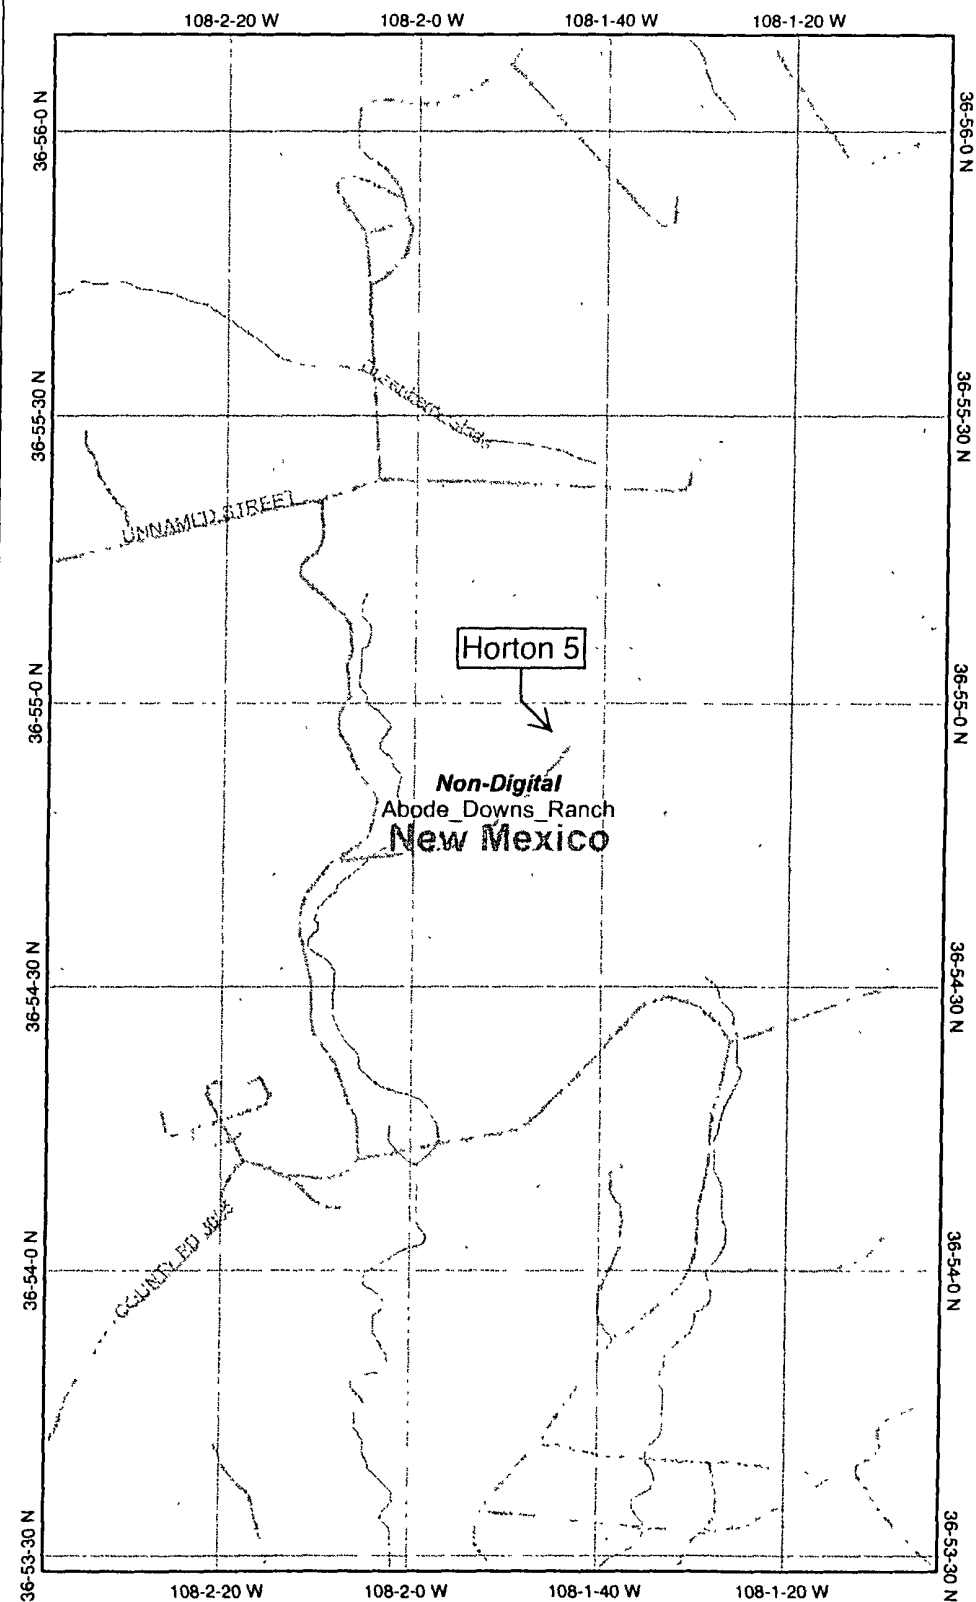 108-2-20 W 108-2-0 W 108-1-40 W 108-1-20 W
36-56-0 N 36-56-0 N
36-55-30 N 36-55-30 N
UNNAMED STREET
Horton 5
36-55-0 N 36-55-0 N
Non-Digital
Abode_Downs_Ranch
New Mexico
36-54-30 N 36-54-30 N
COUNTY RD
36-54-0 N 36-54-0 N
36-53-30 N 36-53-30 N
108-2-20 W 108-2-0 W 108-1-40 W 108-1-20 W